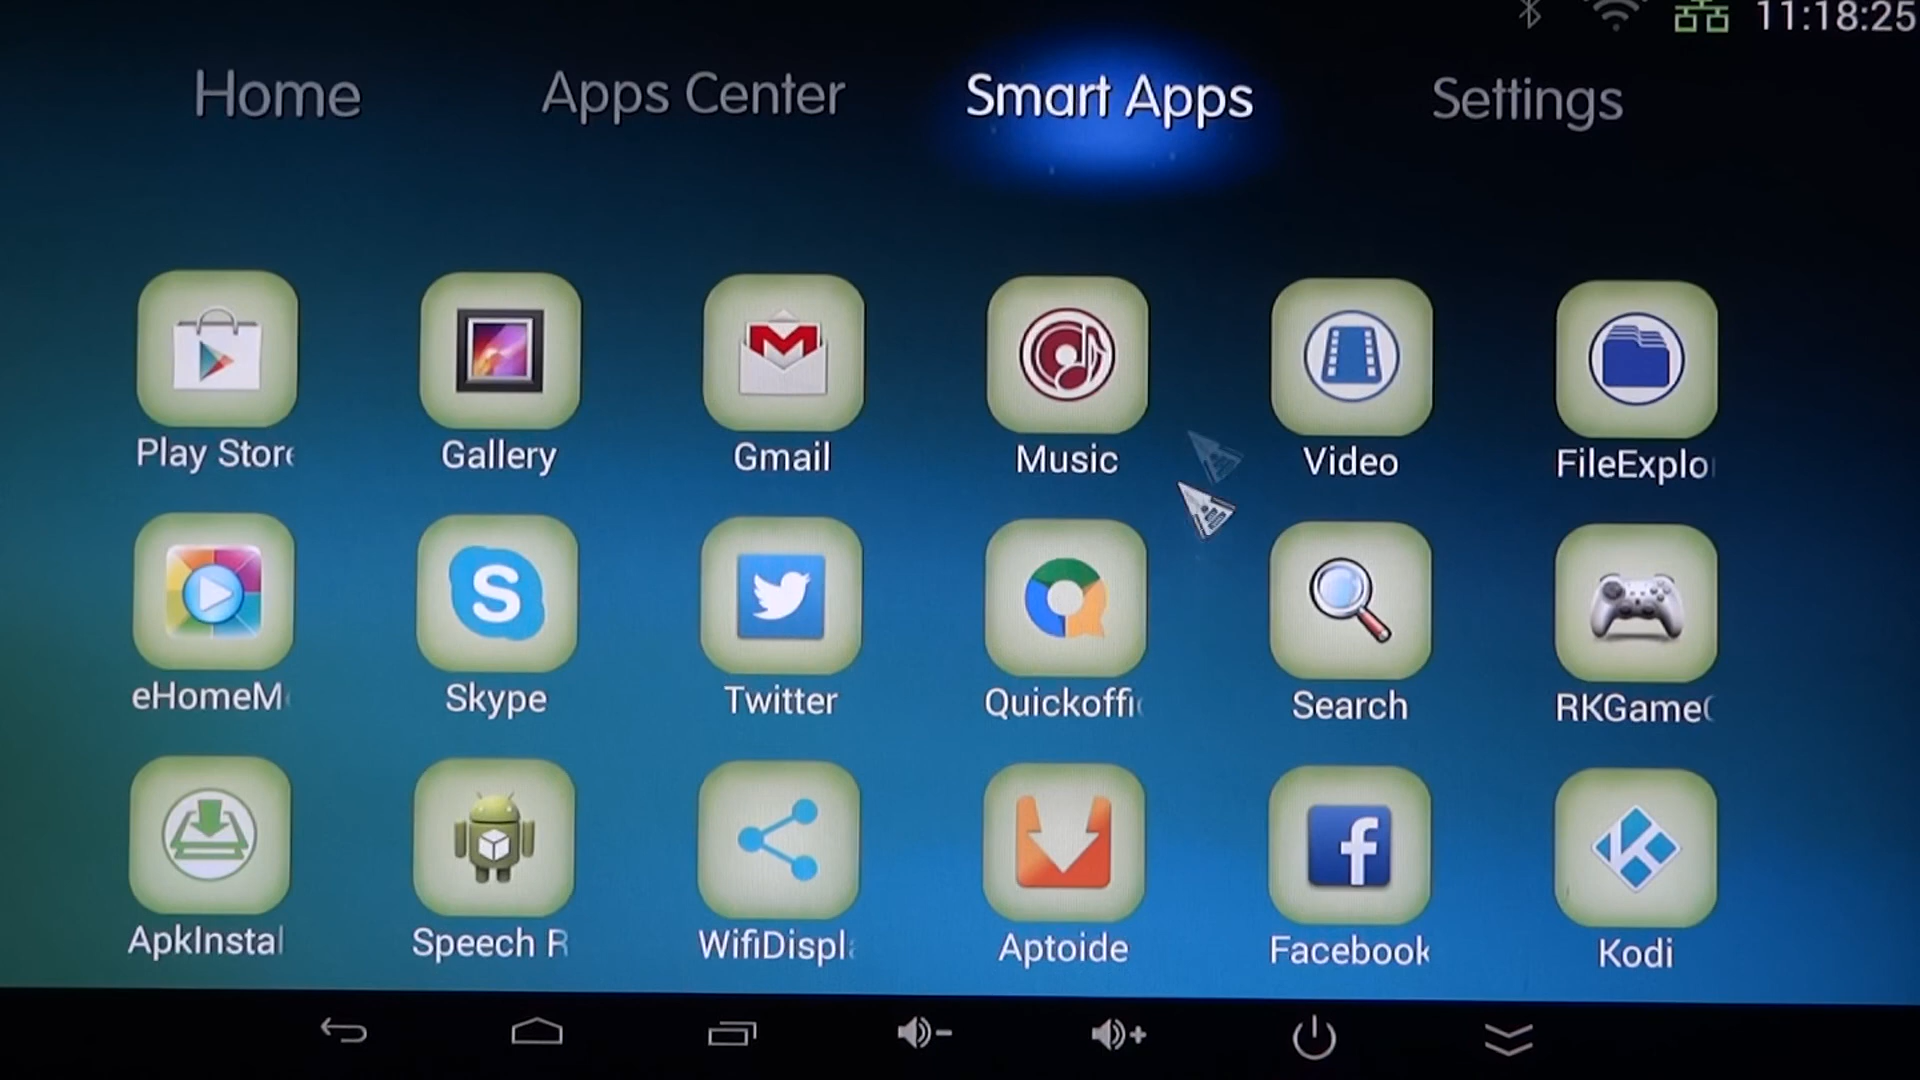 11:18:25
Home Apps Center Smart Apps Settings
Play Store Gallery Gmail Music Video FileExplo
eHomeM Skype Twitter Quickoffi Search RKGame
ApkInstal Speech R WifiDispl Aptoide Facebook Kodi